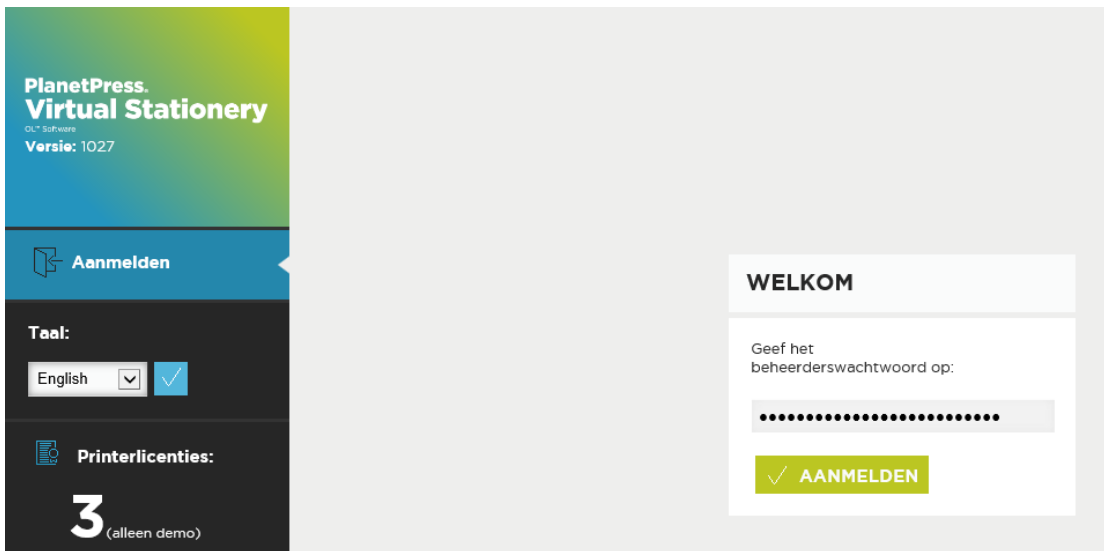 PlanetPress.
Virtual Stationery
OL™ Software
Versie: 1027
Aanmelden
Taal:
English
Printerlicenties:
3 (alleen demo)
WELKOM
Geef het
beheerderswachtwoord op:
AANMELDEN